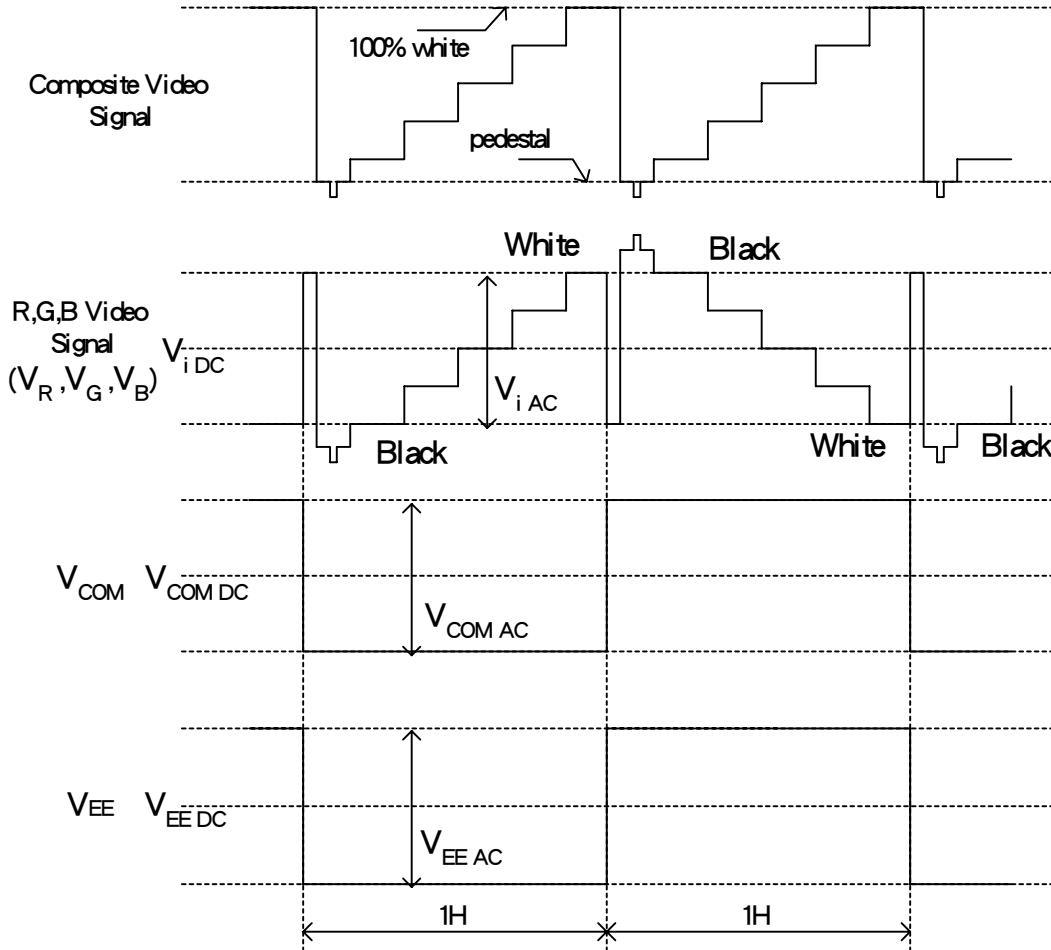 100% white
Composite Video
Signal
pedestal
White
Black
R,G,B Video
Signal
(V_R ,V_G ,V_B)
V_i DC
V_i AC
Black
White
Black
V_COM
V_COM DC
V_COM AC
V_EE
V_EE DC
V_EE AC
1H
1H